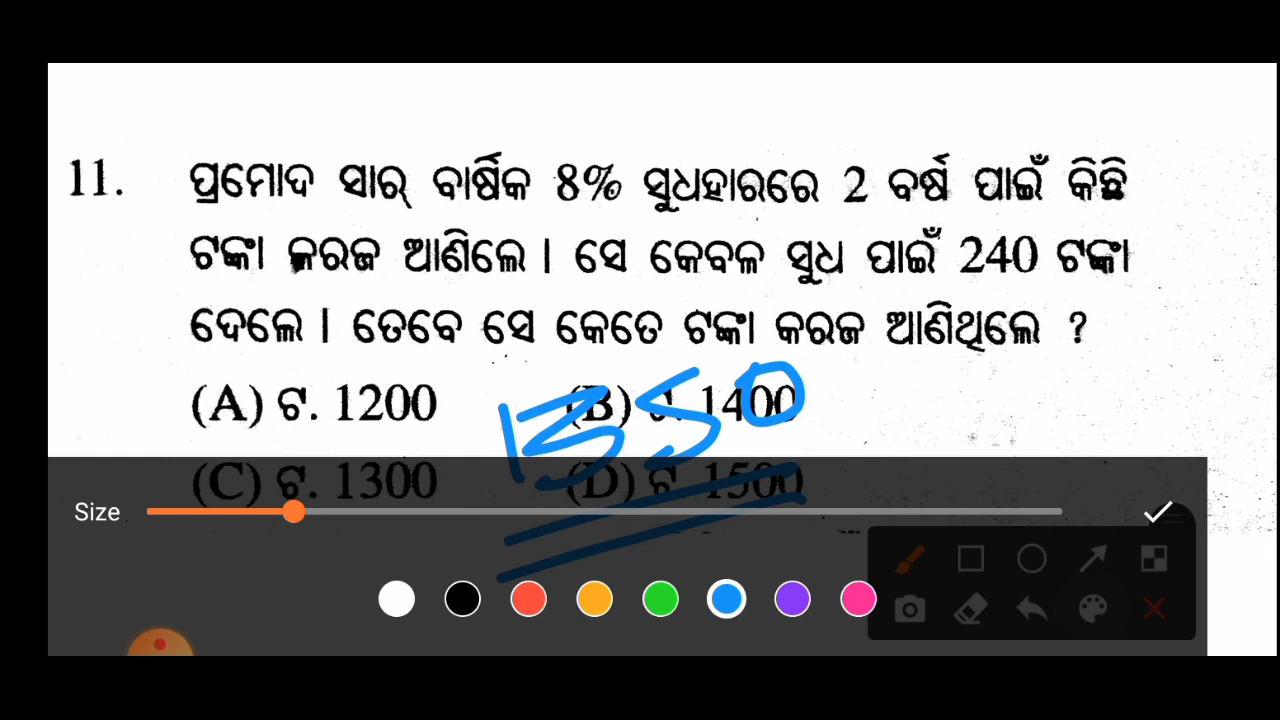 11. ପ୍ରମୋଦ ସାର୍ ବାର୍ଷିକ 8% ସୁଧହାରରେ 2 ବର୍ଷ ପାଇଁ କିଛି
ଟଙ୍କା କରଜ ଆଣିଲେ । ସେ କେବଳ ସୁଧ ପାଇଁ 240 ଟଙ୍କା
ଦେଲେ । ତେବେ ସେ କେତେ ଟଙ୍କା କରଜ ଆଣିଥିଲେ ?
(A) ଟ. 1200 (B) ଟ. 1400
1350
(C) ଟ. 1300 (D) ଟ. 1500
Size